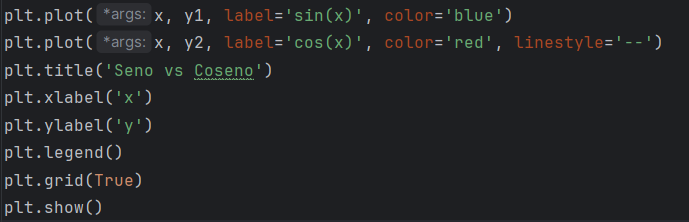 plt.plot(*args: x, y1, label='sin(x)', color='blue')
plt.plot(*args: x, y2, label='cos(x)', color='red', linestyle='--')
plt.title('Seno vs Coseno')
plt.xlabel('x')
plt.ylabel('y')
plt.legend()
plt.grid(True)
plt.show()